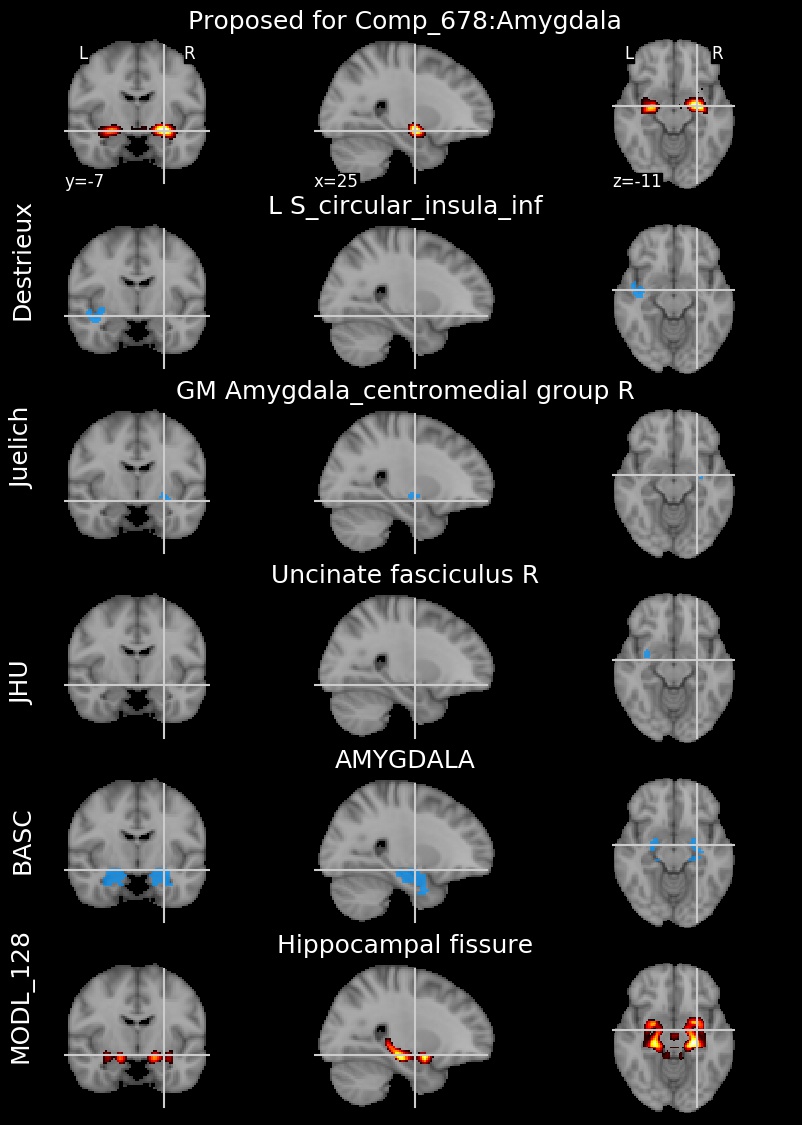 Proposed for Comp_678:Amygdala
L R
L R
y=-7
x=25
z=-11
L S_circular_insula_inf
Destrieux
GM Amygdala_centromedial group R
Juelich
Uncinate fasciculus R
JHU
AMYGDALA
BASC
Hippocampal fissure
MODL_128